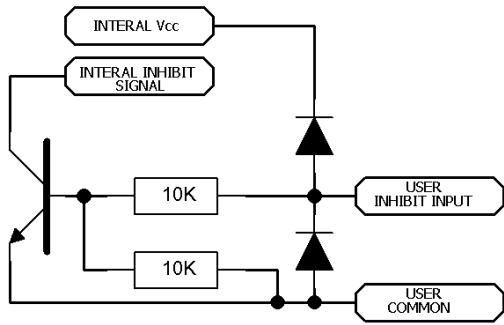 INTERAL Vcc
INTERAL INHIBIT
SIGNAL
10K
USER
INHIBIT INPUT
10K
USER
COMMON